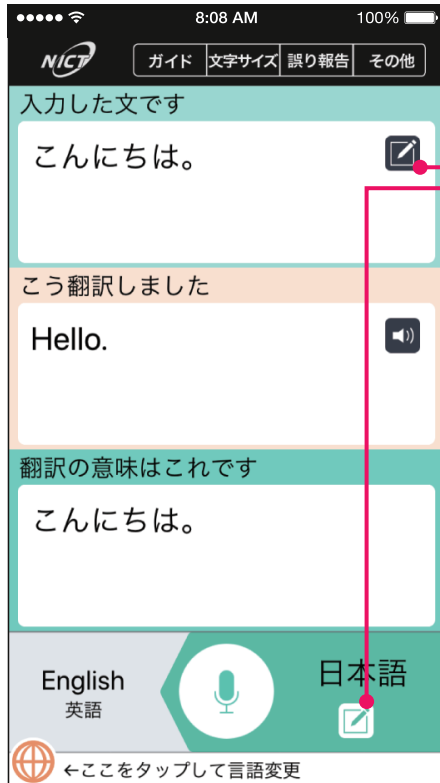 8:08 AM 100%
NICT ガイド 文字サイズ 誤り報告 その他
入力した文です
こんにちは。
こう翻訳しました
Hello.
翻訳の意味はこれです
こんにちは。
English 日本語
英語
←ここをタップして言語変更